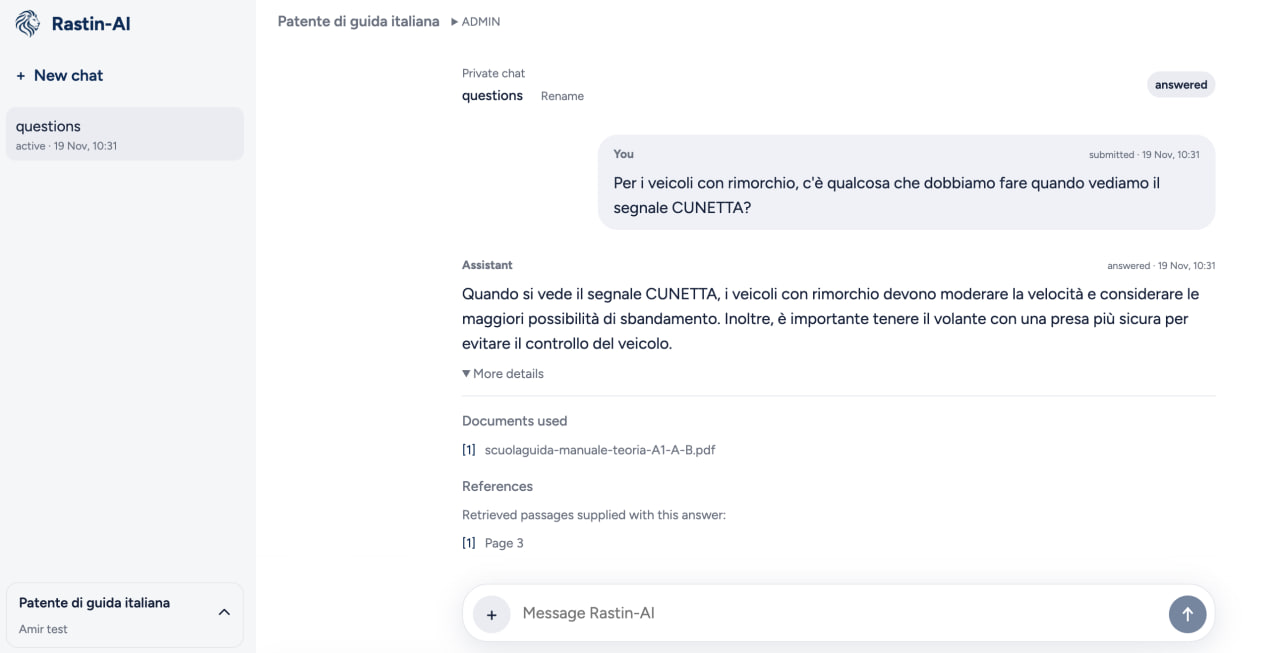 Rastin-AI
+ New chat
questions
active · 19 Nov, 10:31
Patente di guida italiana
Amir test
Patente di guida italiana ▶ ADMIN
Private chat
questions Rename
answered
You submitted · 19 Nov, 10:31
Per i veicoli con rimorchio, c'è qualcosa che dobbiamo fare quando vediamo il
segnale CUNETTA?
Assistant answered · 19 Nov, 10:31
Quando si vede il segnale CUNETTA, i veicoli con rimorchio devono moderare la velocità e considerare le
maggiori possibilità di sbandamento. Inoltre, è importante tenere il volante con una presa più sicura per
evitare il controllo del veicolo.
▼ More details
Documents used
[1] scuolaguida-manuale-teoria-A1-A-B.pdf
References
Retrieved passages supplied with this answer:
[1] Page 3
+ Message Rastin-AI